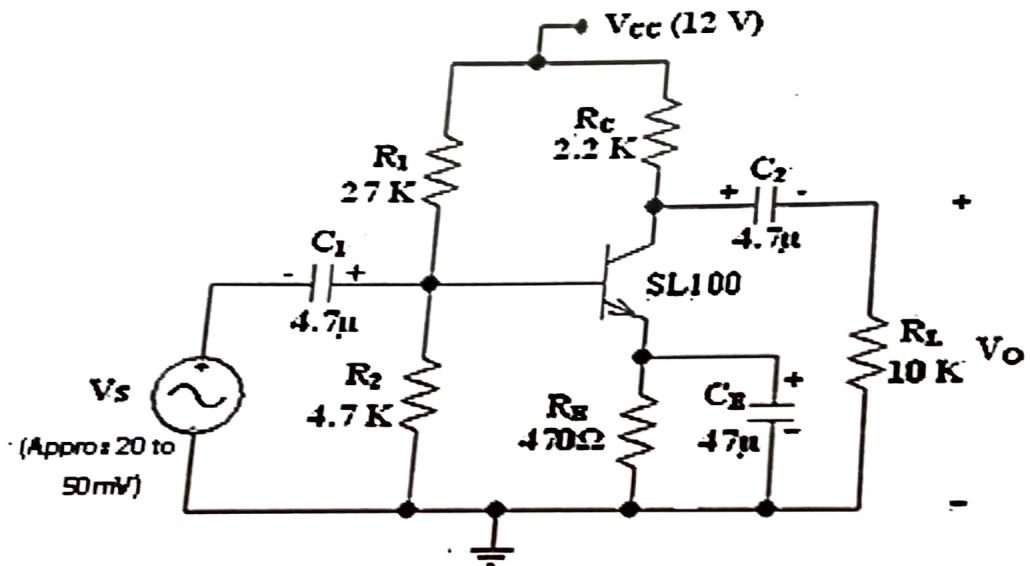 VCC (12 V)
R1
27 K
RC
2.2 K
C2
+ -
4.7μ
+
C1
- +
4.7μ
SL100
R2
4.7 K
RE
470Ω
CE
+
47μ
-
RL
10 K
VO
VS
+
(Approx 20 to
50mV)
-